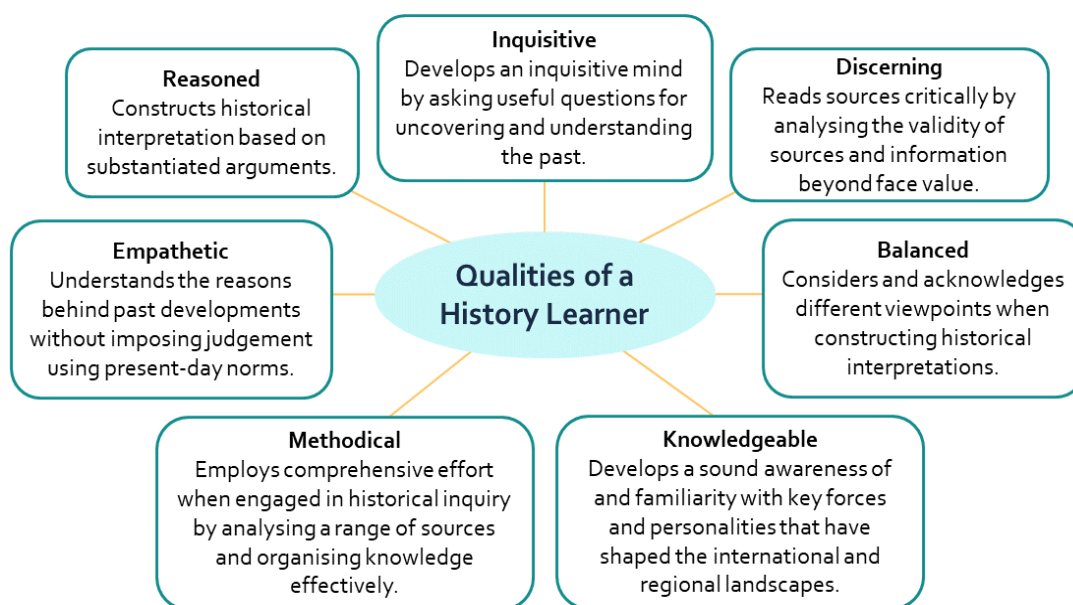 Inquisitive
Develops an inquisitive mind
by asking useful questions for
uncovering and understanding
the past.
Reasoned
Constructs historical
interpretation based on
substantiated arguments.
Discerning
Reads sources critically by
analysing the validity of
sources and information
beyond face value.
Empathetic
Understands the reasons
behind past developments
without imposing judgement
using present-day norms.
Qualities of a
History Learner
Balanced
Considers and acknowledges
different viewpoints when
constructing historical
interpretations.
Methodical
Employs comprehensive effort
when engaged in historical inquiry
by analysing a range of sources
and organising knowledge
effectively.
Knowledgeable
Develops a sound awareness of
and familiarity with key forces
and personalities that have
shaped the international and
regional landscapes.